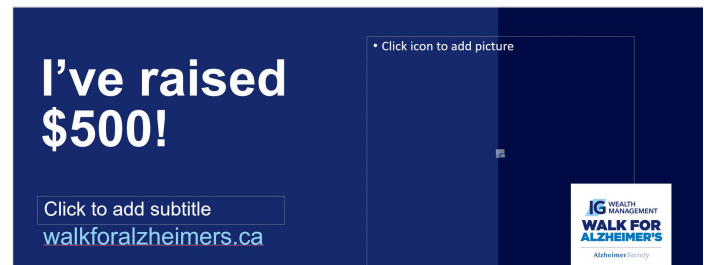 I've raised
$500!
• Click icon to add picture
Click to add subtitle
walkforalzheimers.ca
IG WEALTH
MANAGEMENT
WALK FOR
ALZHEIMER'S
Alzheimer Society